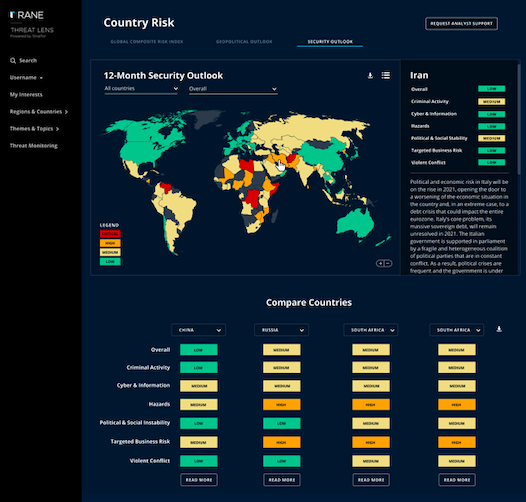 RANE
THREAT LENS
Powered by Stratfor
Search
Username
My Interests
Regions & Countries
Themes & Topics
Threat Monitoring
Country Risk
REQUEST ANALYST SUPPORT
GLOBAL COMPOSITE RISK INDEX
GEOPOLITICAL OUTLOOK
SECURITY OUTLOOK
12-Month Security Outlook
All countries
Overall
LEGEND
HIGH
MEDIUM
LOW
Iran
Overall LOW
Criminal Activity MEDIUM
Cyber & Information LOW
Hazards LOW
Political & Social Stability MEDIUM
Targeted Business Risk LOW
Violent Conflict LOW
Political and economic risk in Italy will be
on the rise in 2021, opening the door to
a worsening of the economic situation in
the country and, in an extreme case, to a
debt crisis that could impact the entire
eurozone. Italy's core problem, its
massive sovereign debt, will remain
unresolved in 2021. The Italian
government is supported in parliament
by a fragile and heterogeneous coalition
of political parties that are in constant
conflict. As a result, political crises are
frequent and the government is under
Compare Countries
CHINA RUSSIA SOUTH AFRICA SOUTH AFRICA
Overall LOW MEDIUM MEDIUM MEDIUM
Criminal Activity LOW MEDIUM MEDIUM MEDIUM
Cyber & Information MEDIUM MEDIUM MEDIUM MEDIUM
Hazards MEDIUM HIGH HIGH HIGH
Political & Social Instability LOW LOW MEDIUM MEDIUM
Targeted Business Risk MEDIUM HIGH HIGH HIGH
Violent Conflict LOW LOW MEDIUM MEDIUM
READ MORE READ MORE READ MORE READ MORE